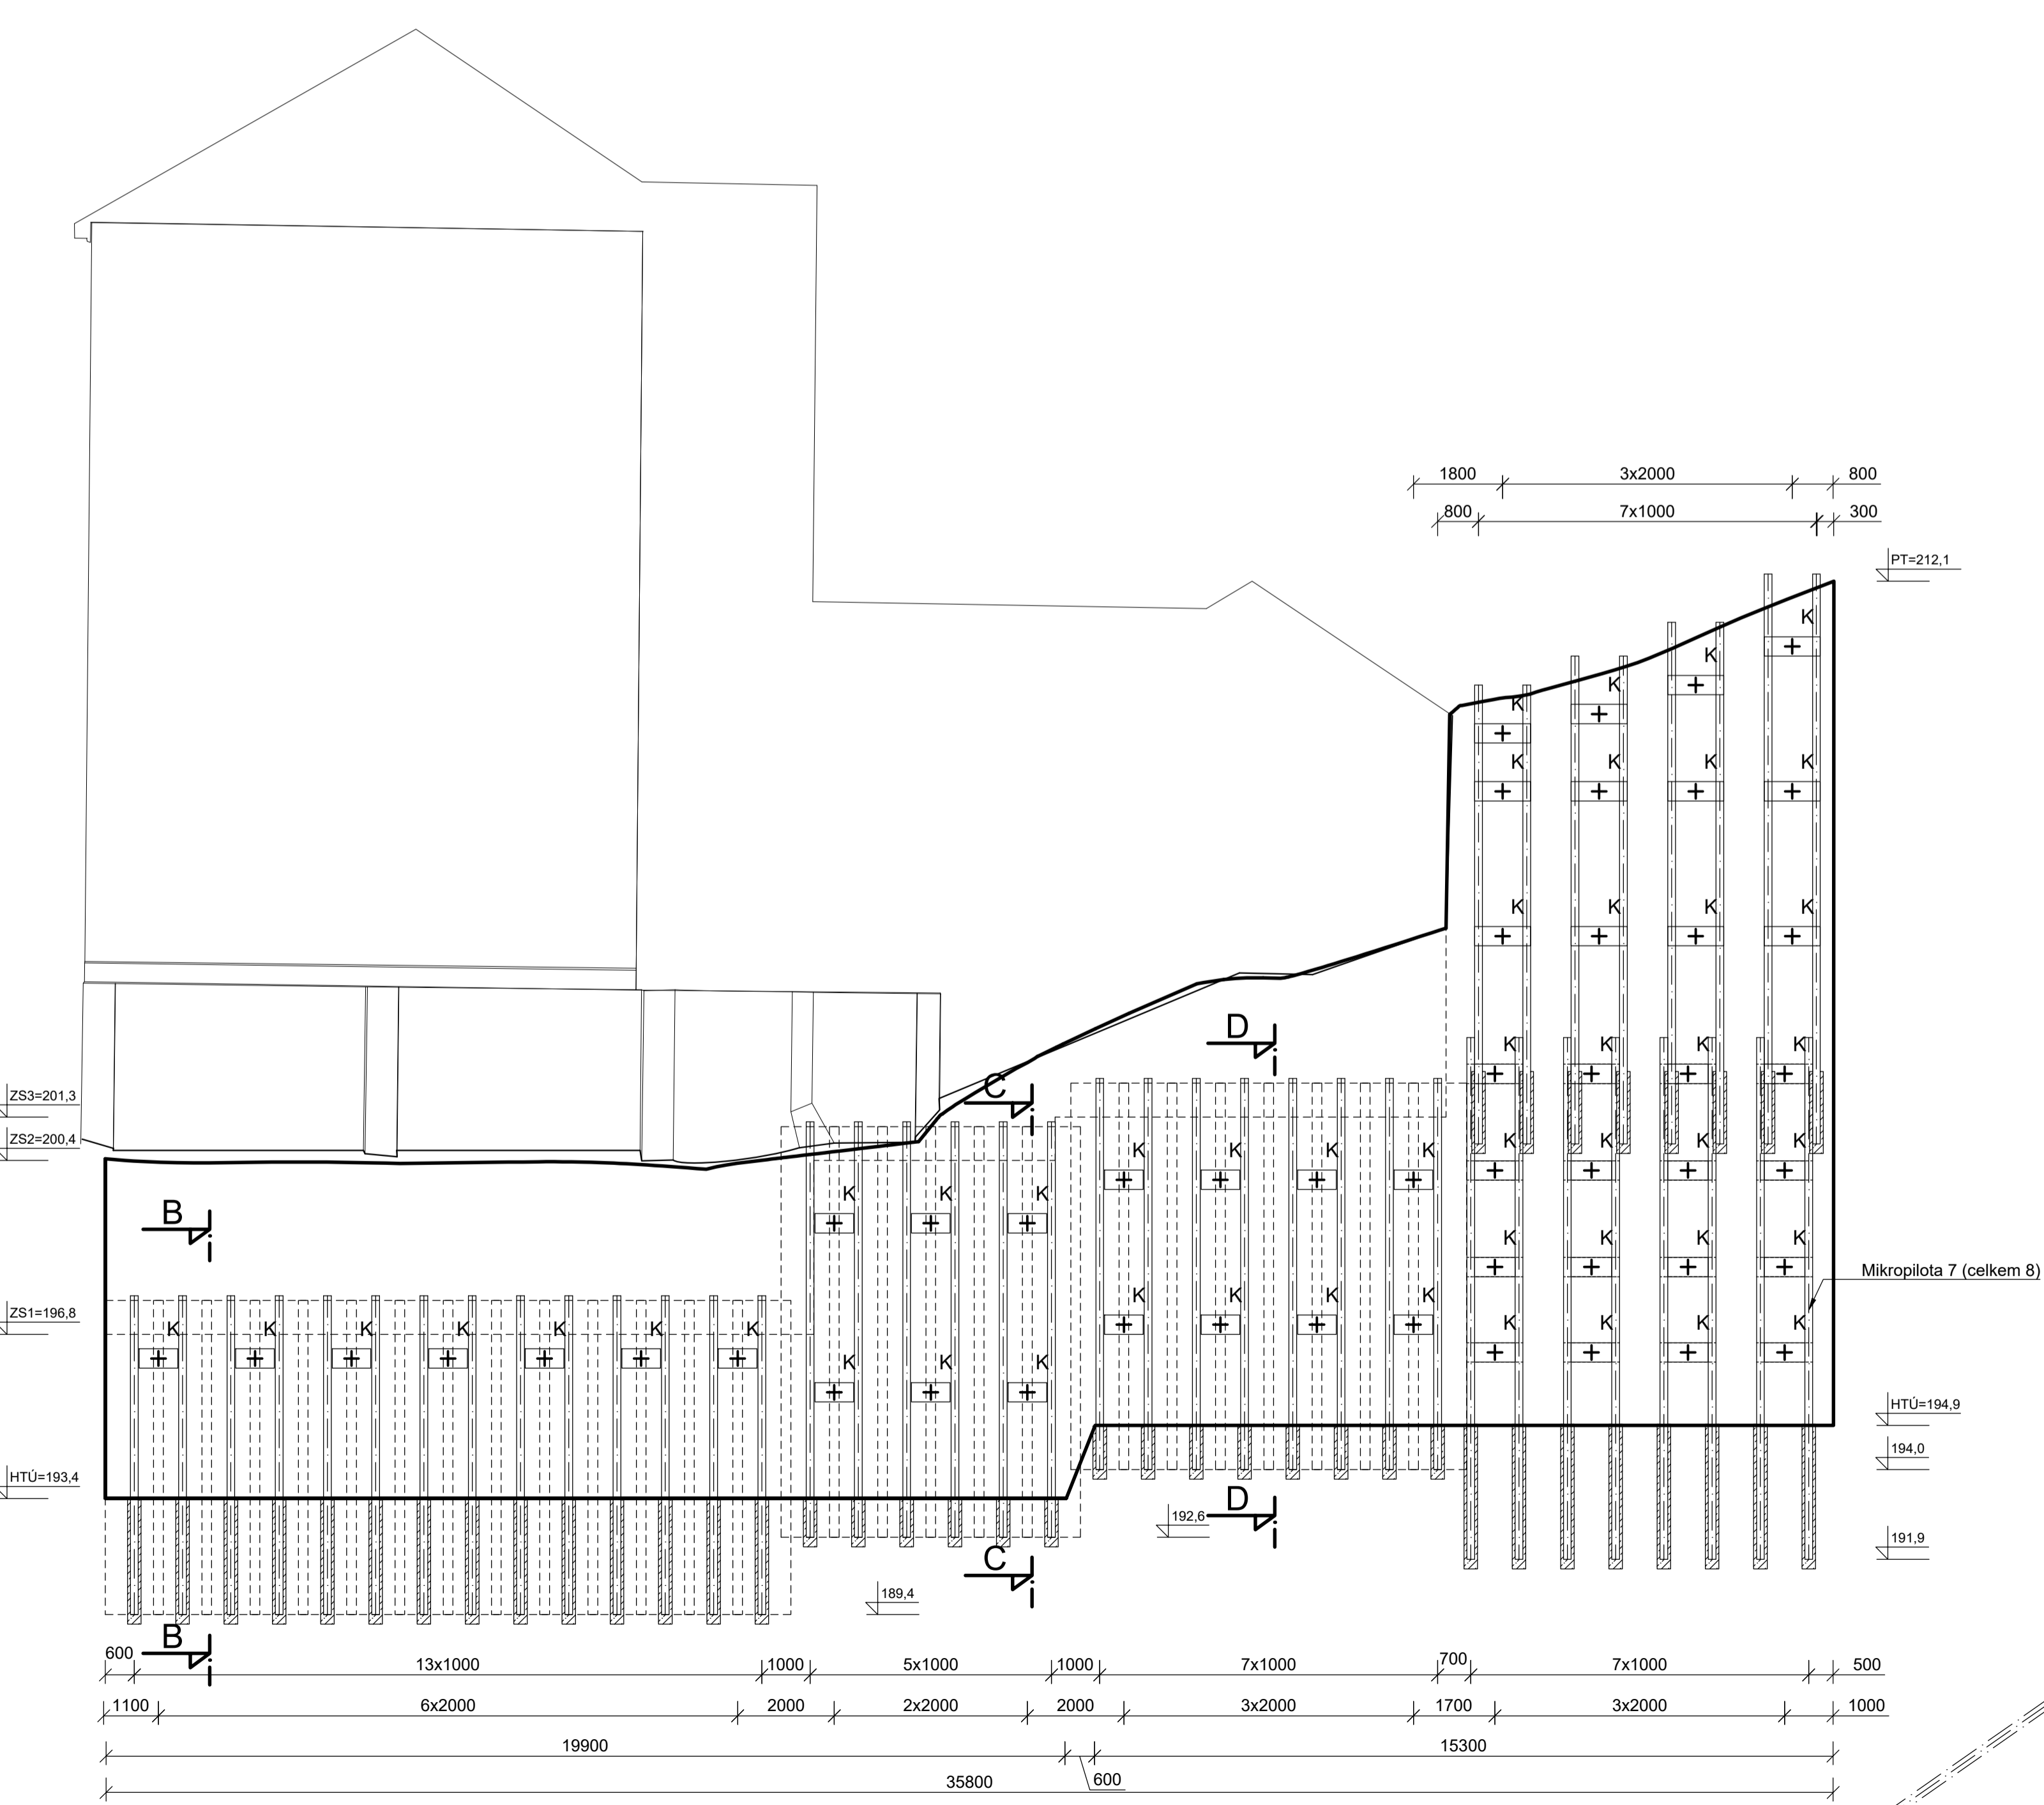 1800 3x2000 800
800 7x1000 300
PT=212,1
K
K
K
K
K K K K
K K K K
D
K K K K
C
ZS3=201,3
ZS2=200,4
K K K K
K K K K
K K K
B
K K K K
Mikropilota 7 (celkem 8)
K K K K
ZS1=196,8
K K K K K K K
K K K K
K K K
HTÚ=194,9
194,0
HTÚ=193,4
D
192,6
191,9
C
189,4
B
600 13x1000 1000 5x1000 1000 7x1000 700 7x1000 500
1100 6x2000 2000 2x2000 2000 3x2000 1700 3x2000 1000
19900 15300
600
35800